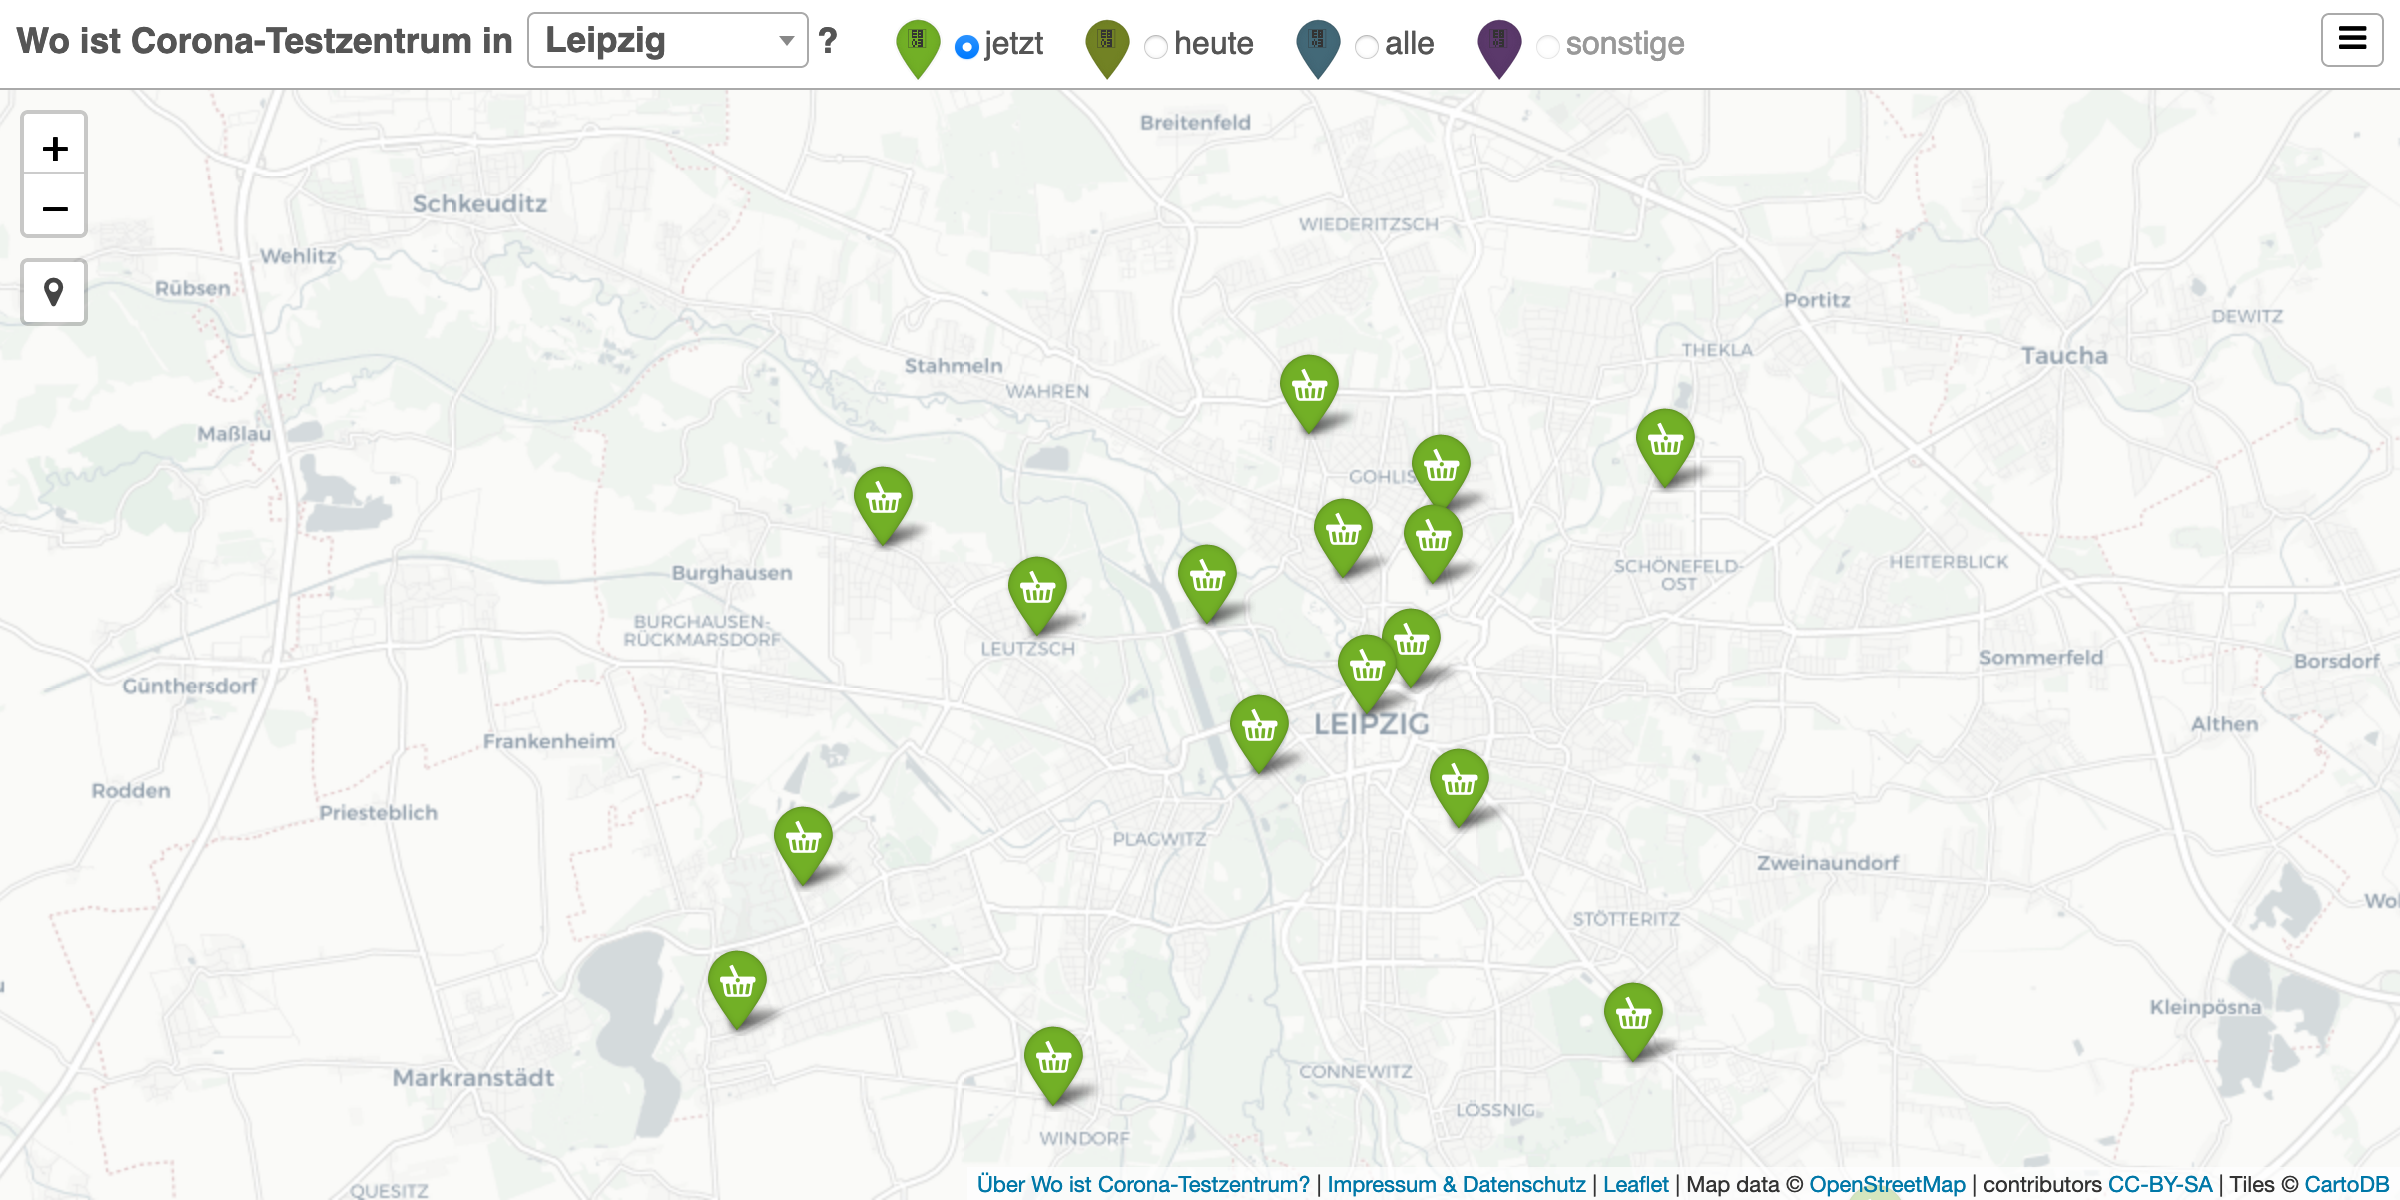 Wo ist Corona-Testzentrum in Leipzig ? jetzt heute alle sonstige
+
−
Breitenfeld
Schkeuditz
WIEDERITZSCH
Wehlitz
Rübsen
Portitz
DEWITZ
THEKLA
Taucha
Stahmeln
WAHREN
Maßlau
GOHLIS
HEITERBLICK
SCHÖNEFELD-
OST
Burghausen
BURGHAUSEN-
RÜCKMARSDORF
LEUTZSCH
Sommerfeld
Borsdorf
Günthersdorf
LEIPZIG
Althen
Frankenheim
Rodden
Priesteblich
PLAGWITZ
Zweinaundorf
Wol
STÖTTERITZ
Kleinpösna
CONNEWITZ
Markranstädt
LÖSSNIG
WINDORF
QUESITZ
Über Wo ist Corona-Testzentrum? | Impressum & Datenschutz | Leaflet | Map data © OpenStreetMap | contributors CC-BY-SA | Tiles © CartoDB